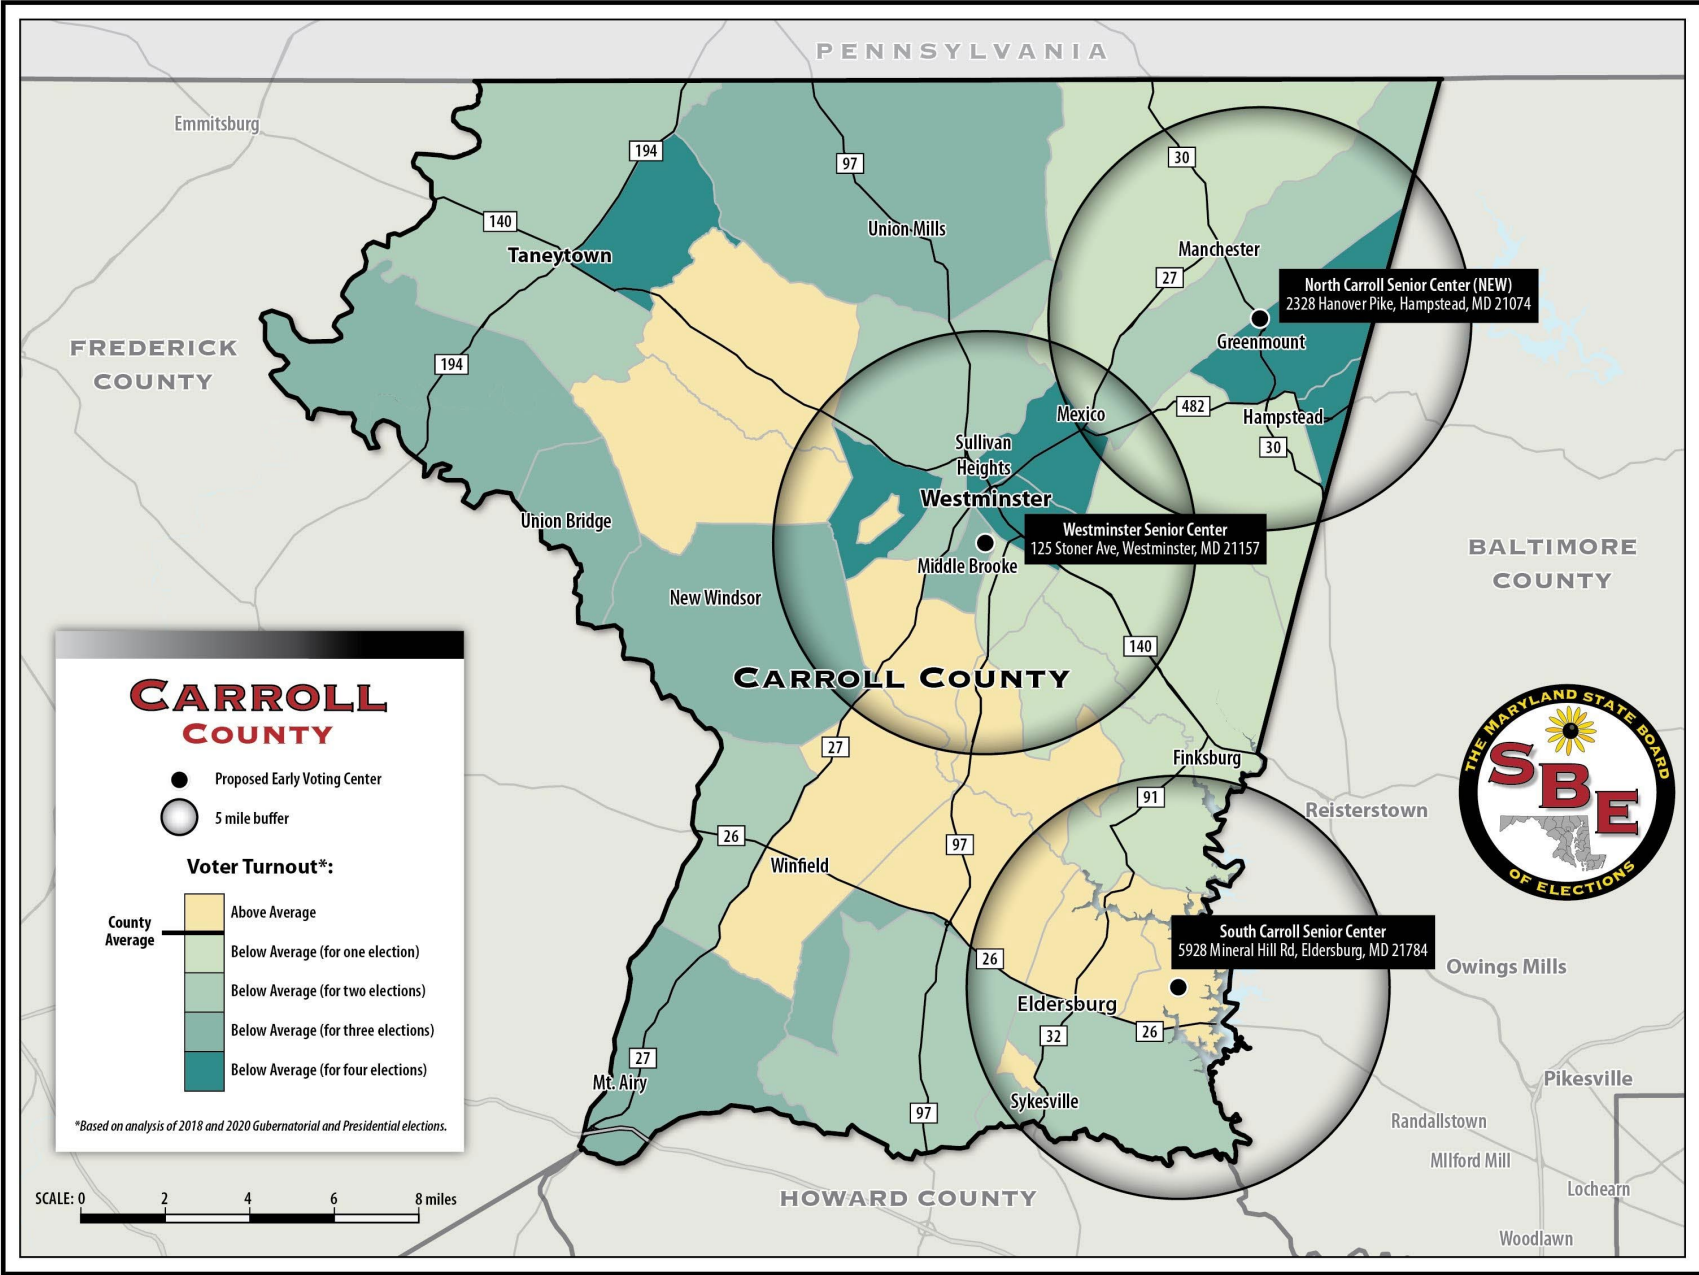 PENNSYLVANIA
Emmitsburg
194
97
30
140
Taneytown
Union Mills
Manchester
27
North Carroll Senior Center (NEW)
2328 Hanover Pike, Hampstead, MD 21074
Greenmount
FREDERICK
COUNTY
194
Mexico
482
Hampstead
30
Sullivan
Heights
Westminster
Union Bridge
Westminster Senior Center
125 Stoner Ave, Westminster, MD 21157
BALTIMORE
COUNTY
Middle Brooke
New Windsor
140
CARROLL COUNTY
27
Finksburg
91
Reisterstown
26
97
Winfield
South Carroll Senior Center
5928 Mineral Hill Rd, Eldersburg, MD 21784
26
Owings Mills
Eldersburg
32
26
27
Mt. Airy
Sykesville
97
Pikesville
Randallstown
MIlford Mill
Lochearn
Woodlawn
HOWARD COUNTY
CARROLL
COUNTY
Proposed Early Voting Center
5 mile buffer
Voter Turnout*:
County
Average
Above Average
Below Average (for one election)
Below Average (for two elections)
Below Average (for three elections)
Below Average (for four elections)
*Based on analysis of 2018 and 2020 Gubernatorial and Presidential elections.
SCALE: 0 2 4 6 8 miles
THE MARYLAND STATE BOARD
SBE
OF ELECTIONS